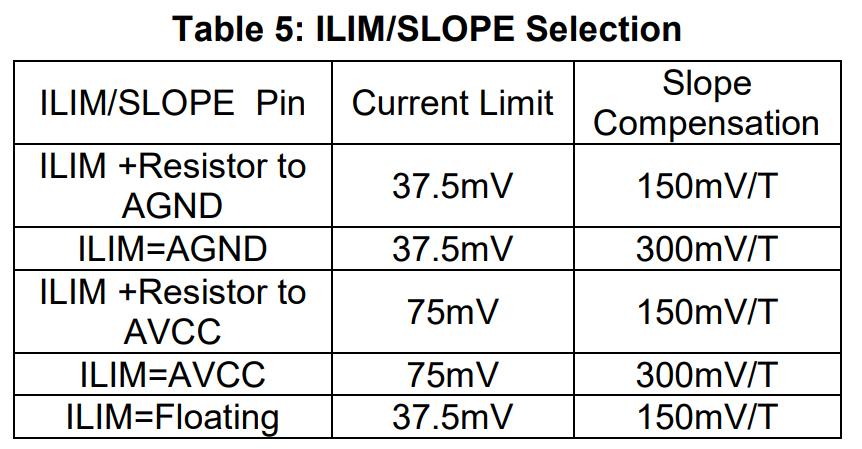 Table 5: ILIM/SLOPE Selection
ILIM/SLOPE Pin
Current Limit
Slope
Compensation
ILIM +Resistor to
AGND
37.5mV
150mV/T
ILIM=AGND
37.5mV
300mV/T
ILIM +Resistor to
AVCC
75mV
150mV/T
ILIM=AVCC
75mV
300mV/T
ILIM=Floating
37.5mV
150mV/T